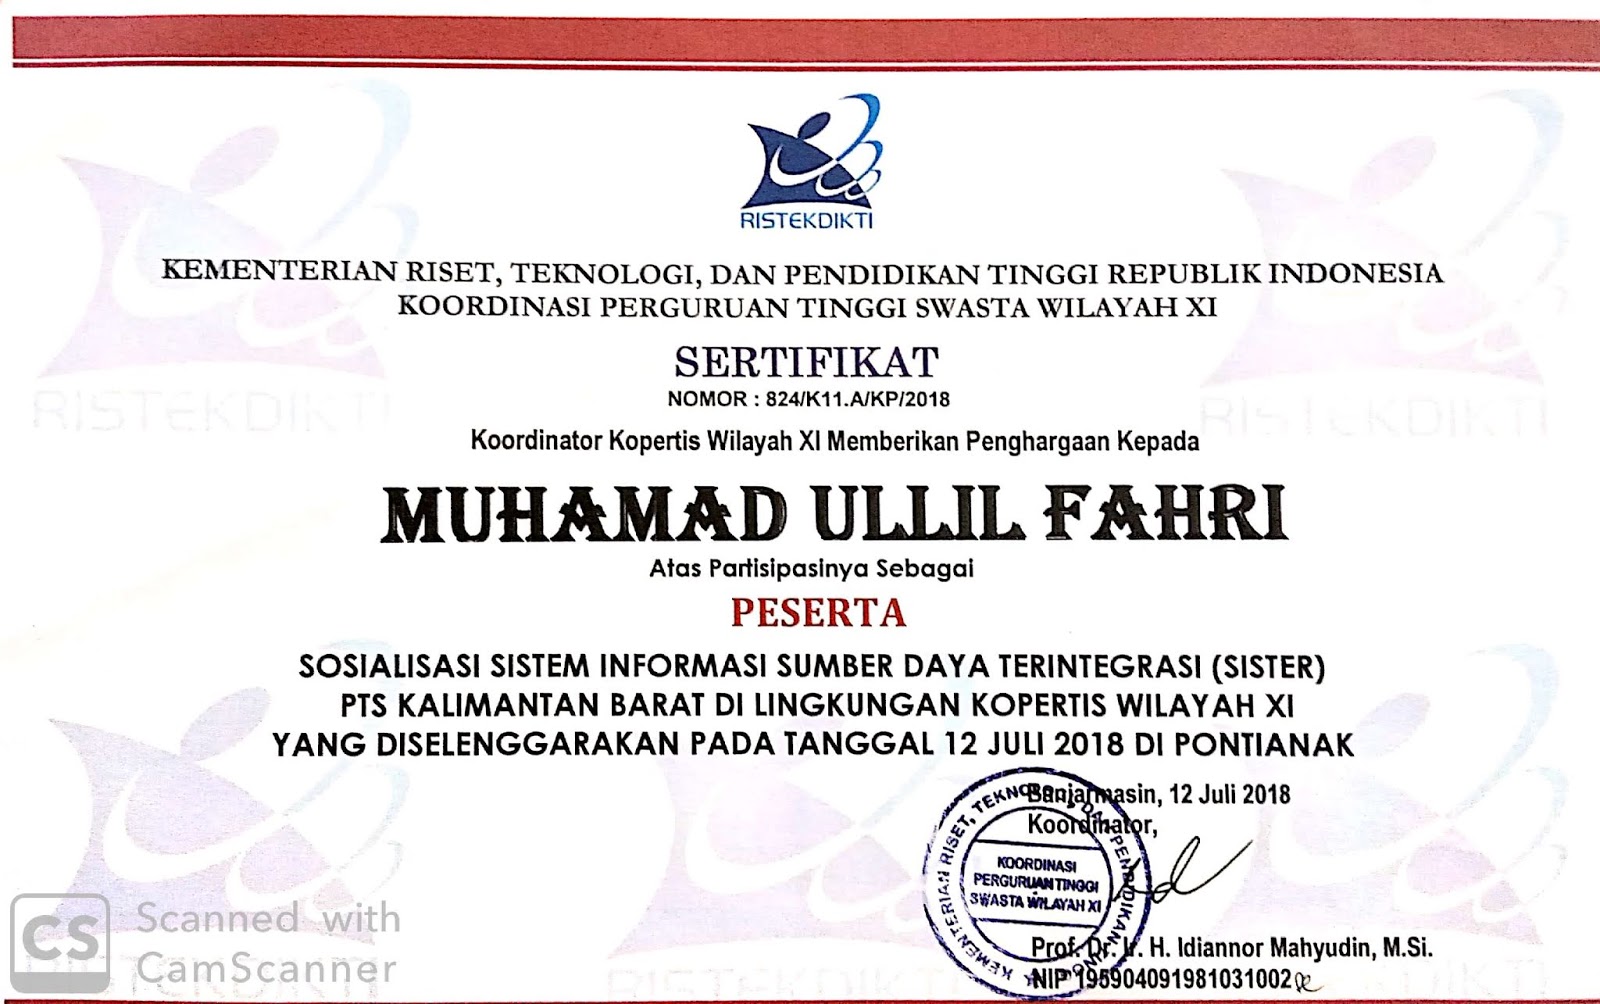 RISTEKDIKTI
KEMENTERIAN RISET, TEKNOLOGI, DAN PENDIDIKAN TINGGI REPUBLIK INDONESIA
KOORDINASI PERGURUAN TINGGI SWASTA WILAYAH XI
SERTIFIKAT
NOMOR : 824/K11.A/KP/2018
Koordinator Kopertis Wilayah XI Memberikan Penghargaan Kepada
MUHAMAD ULLIL FAHRI
Atas Partisipasinya Sebagai
PESERTA
SOSIALISASI SISTEM INFORMASI SUMBER DAYA TERINTEGRASI (SISTER)
PTS KALIMANTAN BARAT DI LINGKUNGAN KOPERTIS WILAYAH XI
YANG DISELENGGARAKAN PADA TANGGAL 12 JULI 2018 DI PONTIANAK
Banjarmasin, 12 Juli 2018
Koordinator,
KEMENTERIAN RISET, TEKNOLOGI, DAN PENDIDIKAN TINGGI
KOORDINASI
PERGURUAN TINGGI
SWASTA WILAYAH XI
Prof. Dr. Ir. H. Idiannor Mahyudin, M.Si.
NIP 195904091981031002
RISTEKDIKTI
RISTEKDIKTI
RISTEKDIKTI
RISTEKDIKTI
RISTEKDIKTI
CS
Scanned with
CamScanner